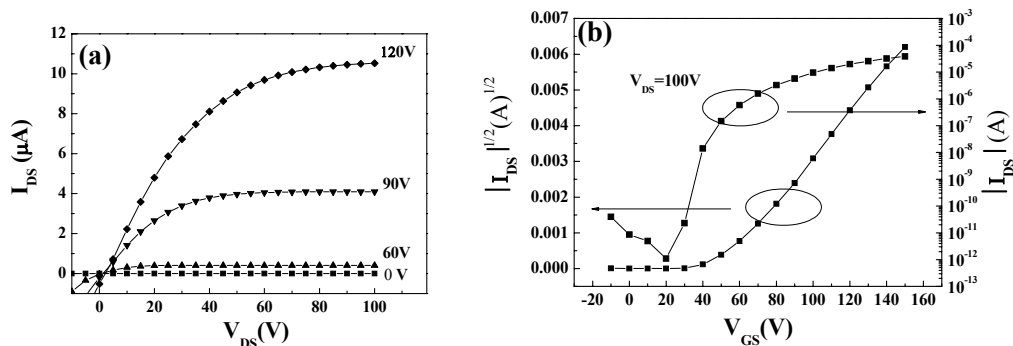 (a)
120V
90V
60V
0 V
12
10
8
6
4
2
0
I_DS (μA)
0 20 40 60 80 100
V_DS(V)
(b)
V_DS=100V
0.007
0.006
0.005
0.004
0.003
0.002
0.001
0.000
|I_DS|^1/2(A)^1/2
10^-3
10^-4
10^-5
10^-6
10^-7
10^-8
10^-9
10^-10
10^-11
10^-12
10^-13
|I_DS|(A)
-20 0 20 40 60 80 100 120 140 160
V_GS(V)